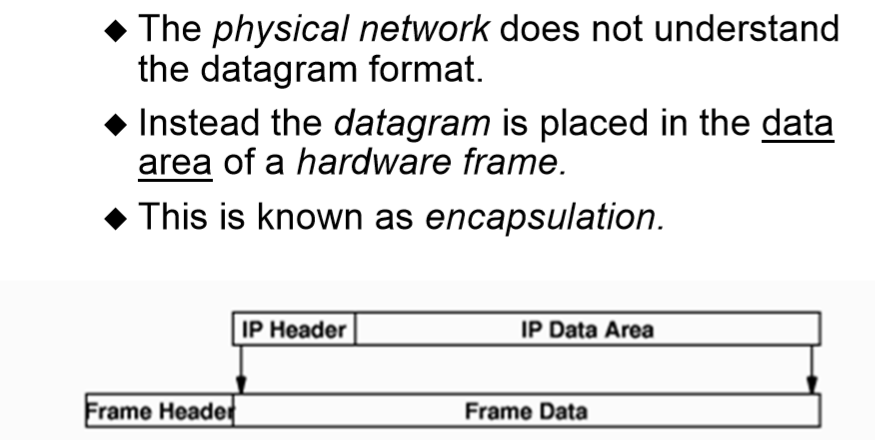 ◆ The physical network does not understand
the datagram format.
◆ Instead the datagram is placed in the data
area of a hardware frame.
◆ This is known as encapsulation.
IP Header IP Data Area
Frame Header Frame Data